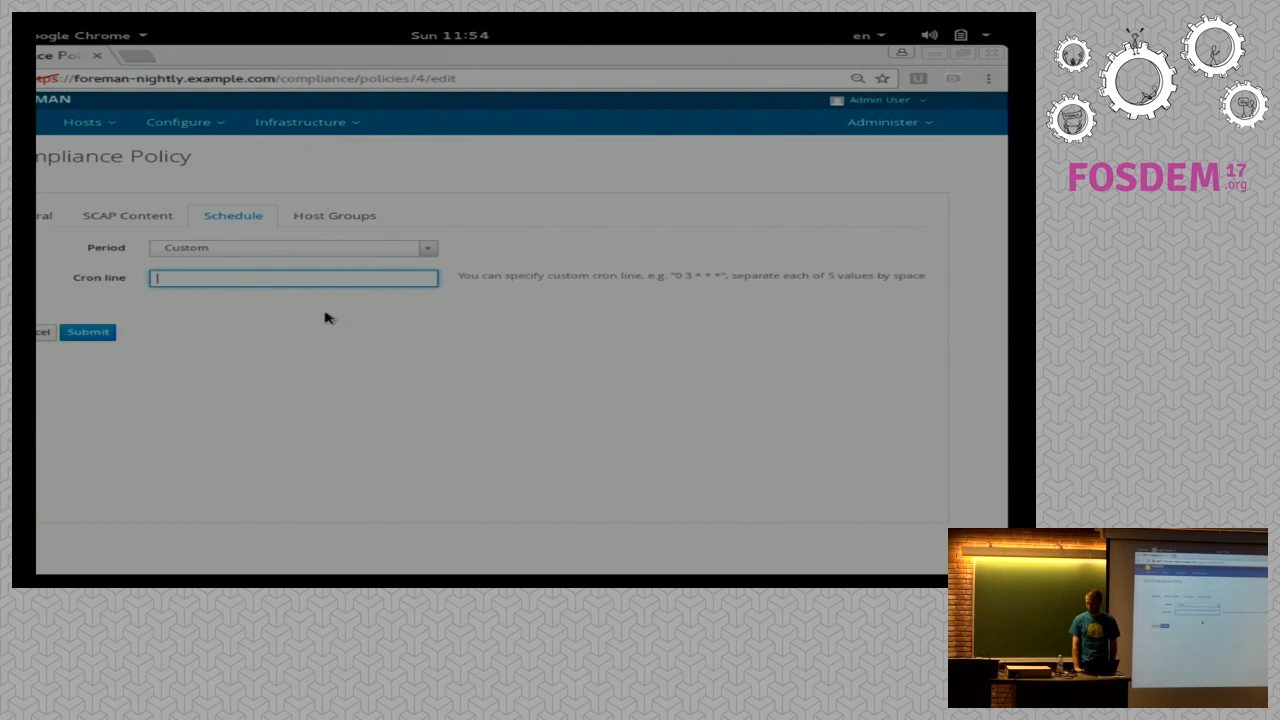 oogle Chrome
Sun 11:54
en
ce Pol
ps://foreman-nightly.example.com/compliance/policies/4/edit
MAN
Admin User
Hosts
Configure
Infrastructure
Administer
npliance Policy
ral
SCAP Content
Schedule
Host Groups
Period
Custom
Cron line
You can specify custom cron line, e.g. "0 3 * * *", separate each of 5 values by space
cel
Submit
FOSDEM 17
.org